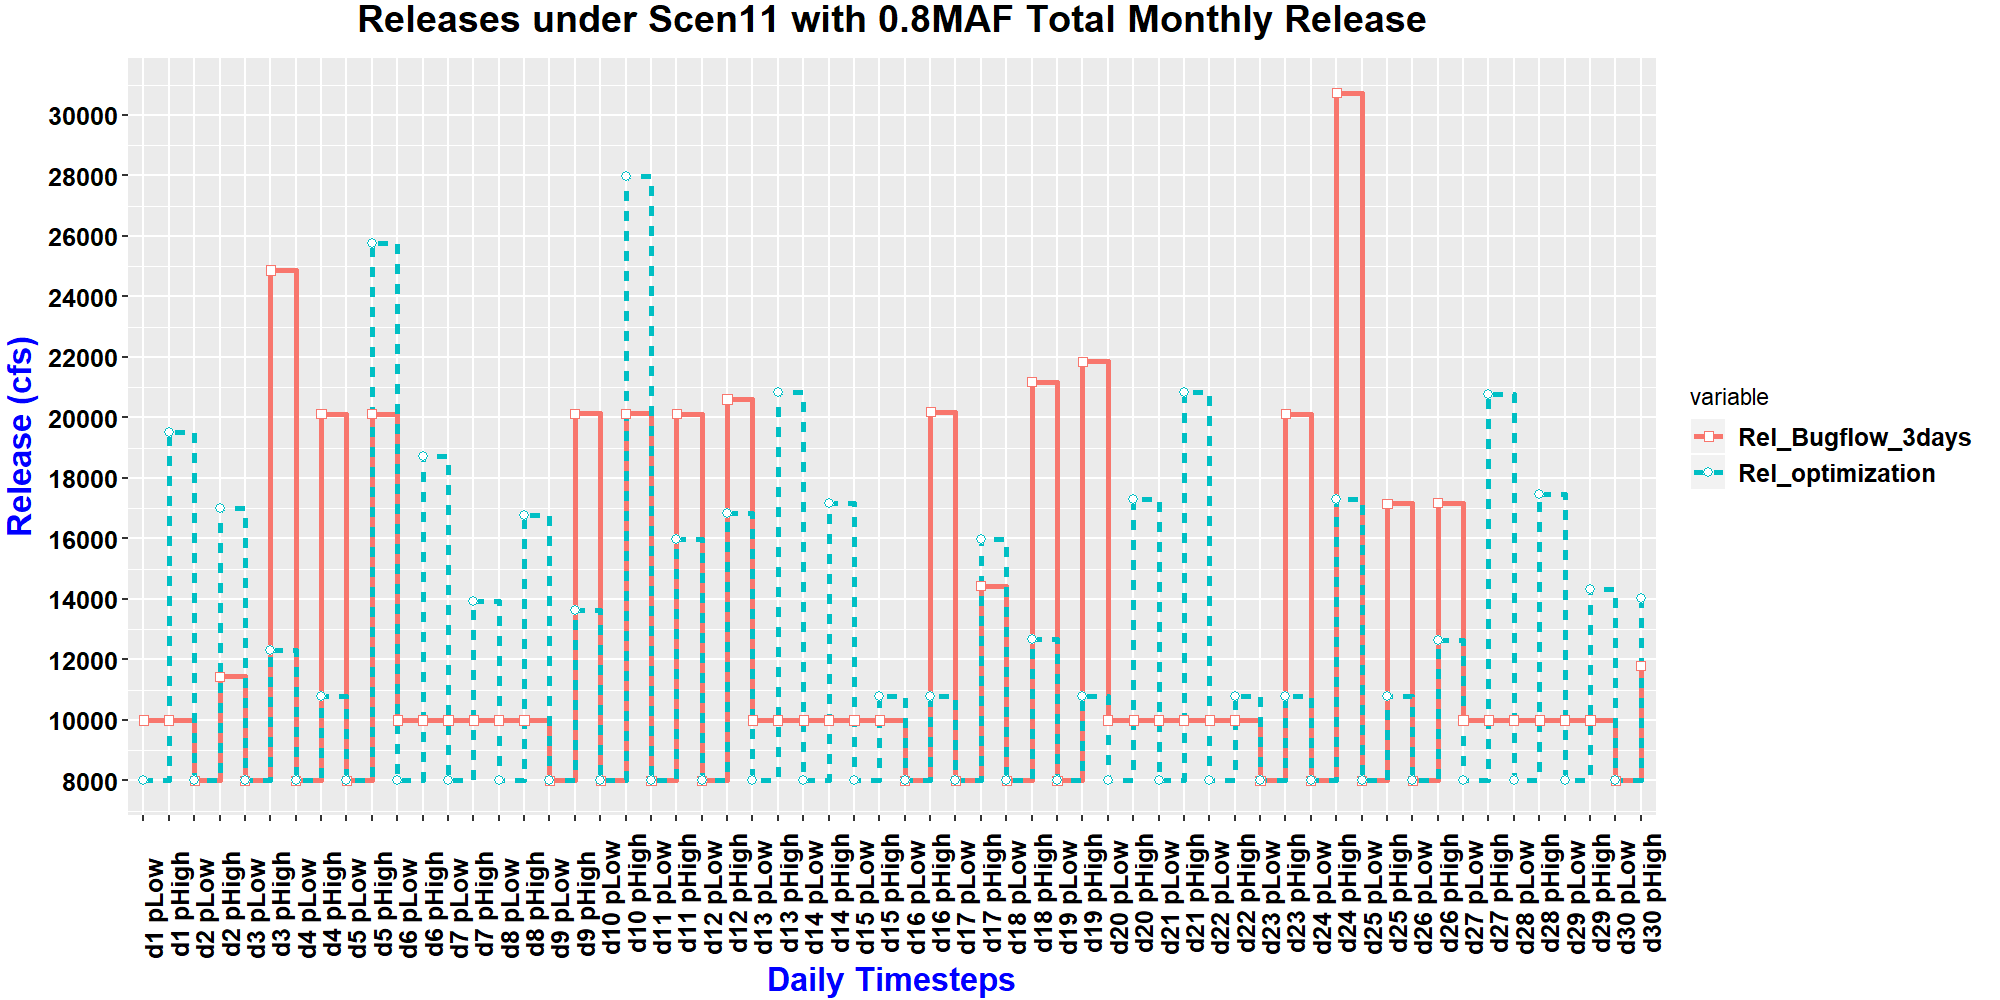 Releases under Scen11 with 0.8MAF Total Monthly Release
Release (cfs)
30000
28000
26000
24000
22000
20000
18000
16000
14000
12000
10000
8000
d1 pLow
d1 pHigh
d2 pLow
d2 pHigh
d3 pLow
d3 pHigh
d4 pLow
d4 pHigh
d5 pLow
d5 pHigh
d6 pLow
d6 pHigh
d7 pLow
d7 pHigh
d8 pLow
d8 pHigh
d9 pLow
d9 pHigh
d10 pLow
d10 pHigh
d11 pLow
d11 pHigh
d12 pLow
d12 pHigh
d13 pLow
d13 pHigh
d14 pLow
d14 pHigh
d15 pLow
d15 pHigh
d16 pLow
d16 pHigh
d17 pLow
d17 pHigh
d18 pLow
d18 pHigh
d19 pLow
d19 pHigh
d20 pLow
d20 pHigh
d21 pLow
d21 pHigh
d22 pLow
d22 pHigh
d23 pLow
d23 pHigh
d24 pLow
d24 pHigh
d25 pLow
d25 pHigh
d26 pLow
d26 pHigh
d27 pLow
d27 pHigh
d28 pLow
d28 pHigh
d29 pLow
d29 pHigh
d30 pLow
d30 pHigh
Daily Timesteps
variable
Rel_Bugflow_3days
Rel_optimization